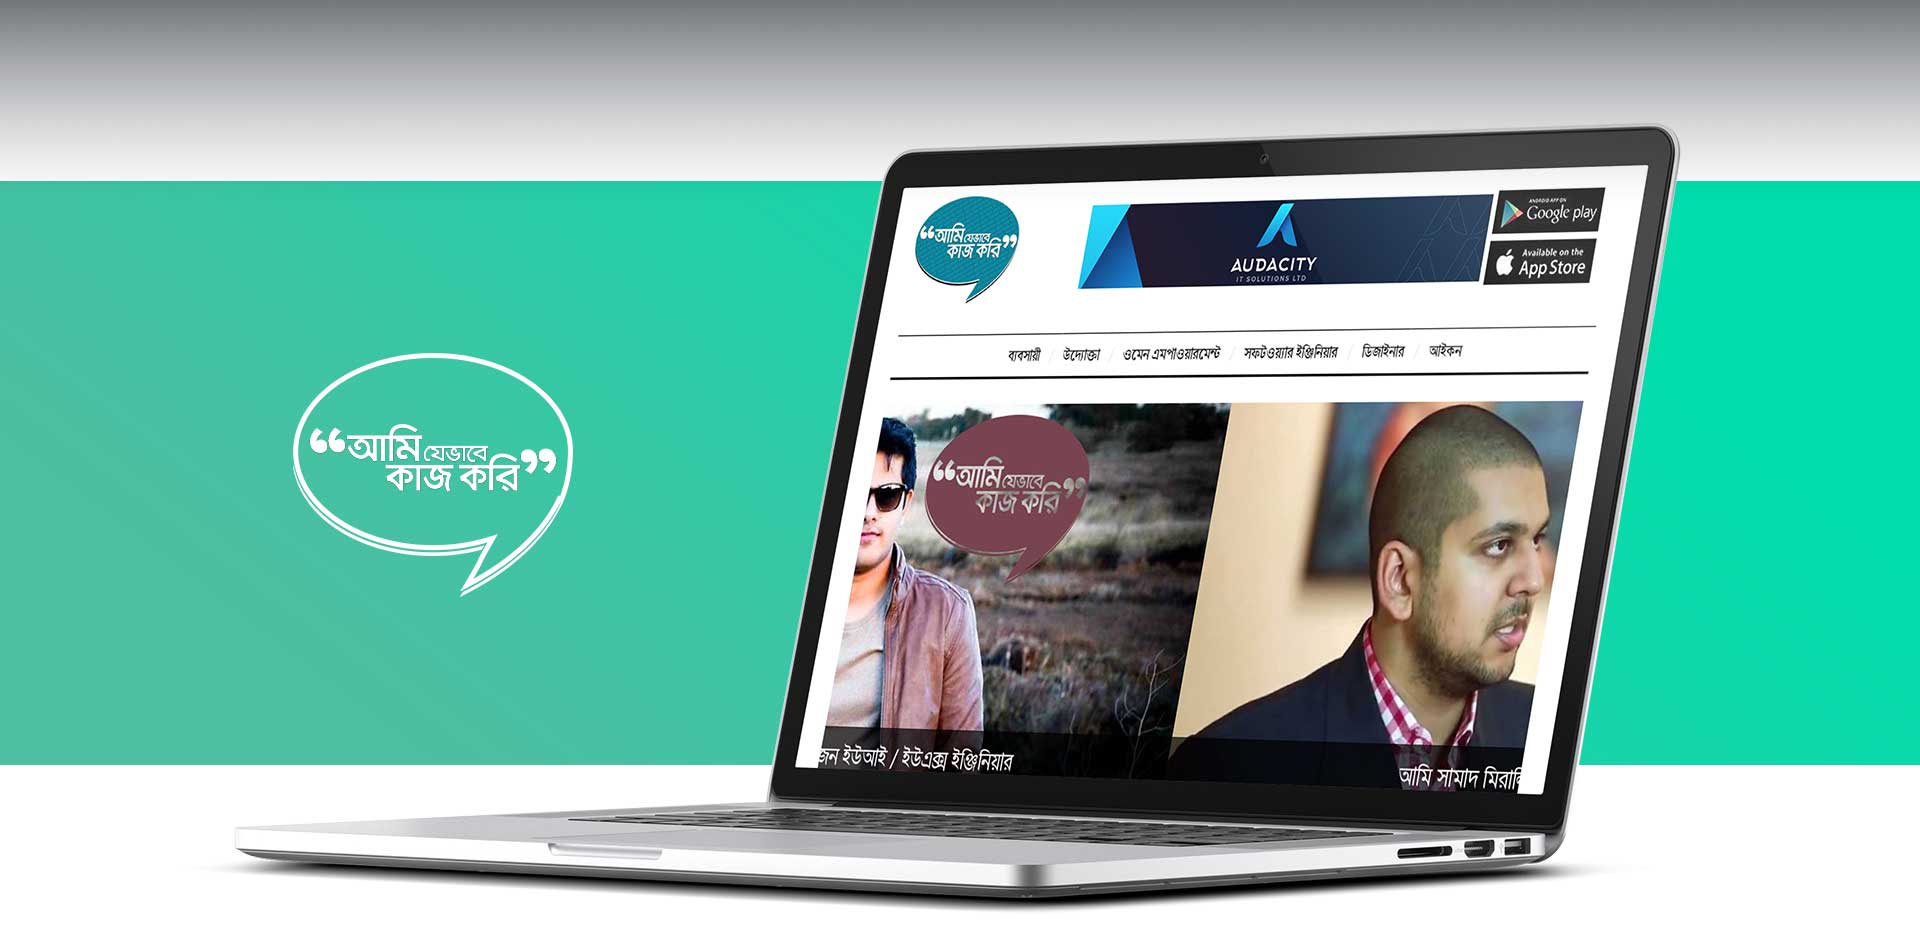 “আমি যেভাবে
কাজ করি”
“আমি যেভাবে
কাজ করি”
AUDACITY
IT SOLUTIONS LTD
ANDROID APP ON
Google play
Available on the
App Store
ব্যবসায়ী / উদ্যোক্তা / ওমেন এমপাওয়ারমেন্ট / সফটওয়্যার ইঞ্জিনিয়ার / ডিজাইনার / আইকন
“আমি যেভাবে
কাজ করি”
জন ইউআই / ইউএক্স ইঞ্জিনিয়ার
আমি সামাদ